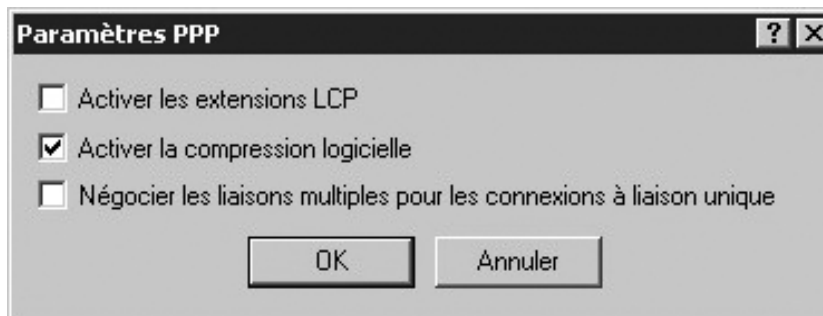 Paramètres PPP
Activer les extensions LCP
Activer la compression logicielle
Négocier les liaisons multiples pour les connexions à liaison unique
OK Annuler